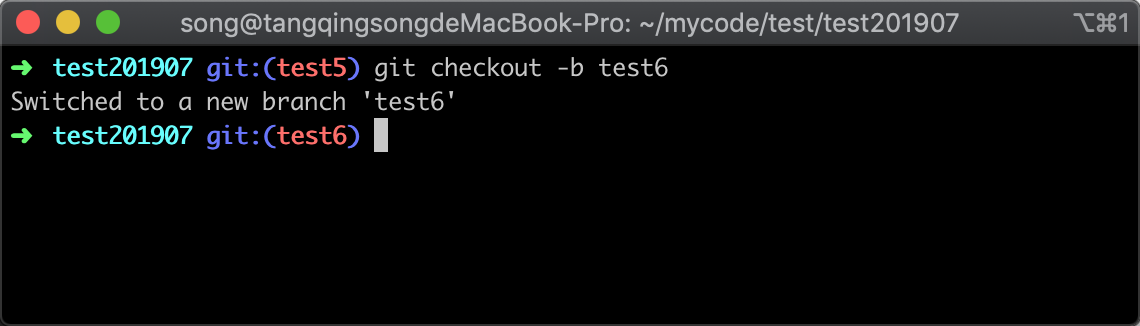 song@tangqingsongdeMacBook-Pro: ~/mycode/test/test201907 ⌥⌘1
➜ test201907 git:(test5) git checkout -b test6
Switched to a new branch 'test6'
➜ test201907 git:(test6)